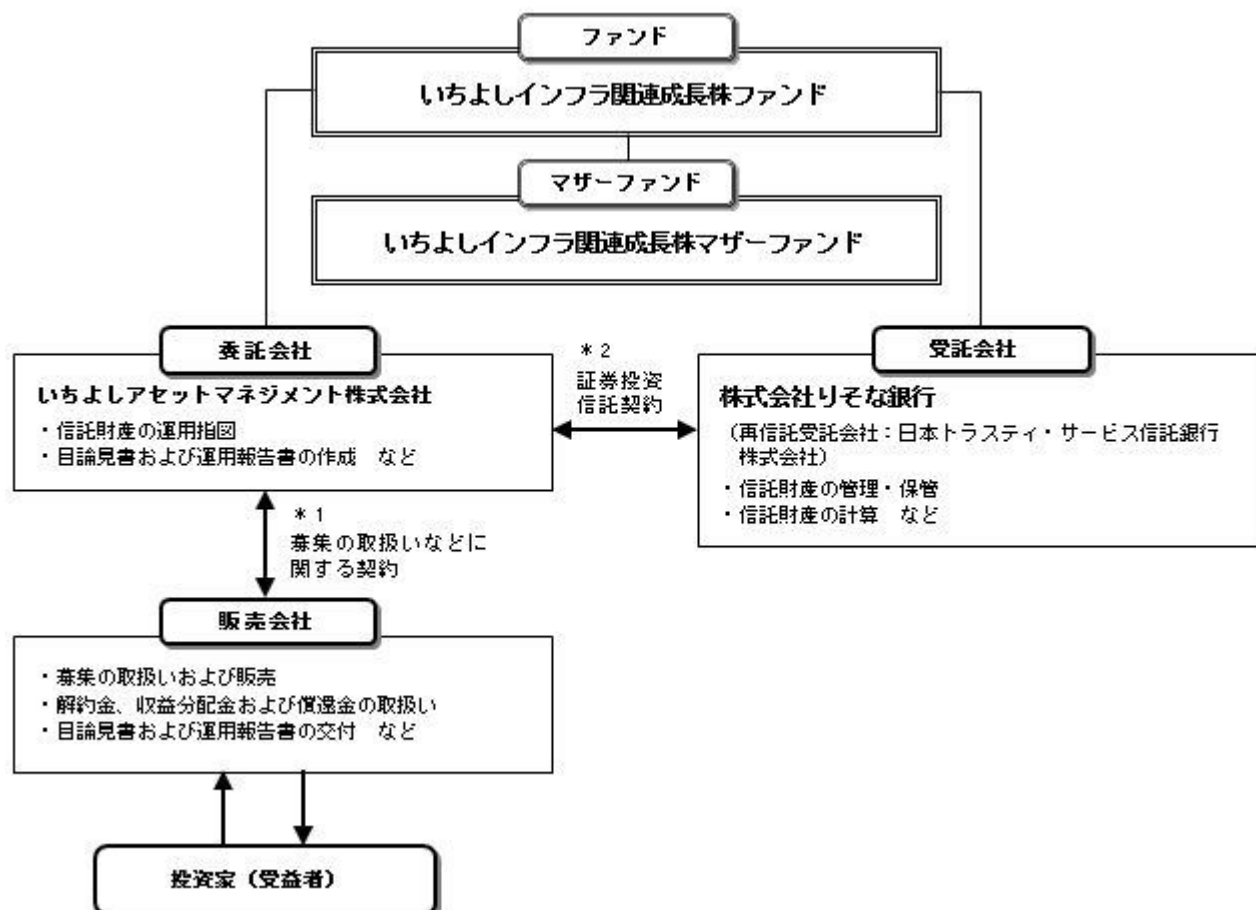 ファンド
いちよしインフラ関連成長株ファンド
マザーファンド
いちよしインフラ関連成長株マザーファンド
委託会社
いちよしアセットマネジメント株式会社
・信託財産の運用指図
・目論見書および運用報告書の作成　など
＊2
証券投資
信託契約
受託会社
株式会社りそな銀行
（再信託受託会社：日本トラスティ・サービス信託銀行
株式会社）
・信託財産の管理・保管
・信託財産の計算　など
＊1
募集の取扱いなどに
関する契約
販売会社
・募集の取扱いおよび販売
・解約金、収益分配金および償還金の取扱い
・目論見書および運用報告書の交付　など
投資家（受益者）